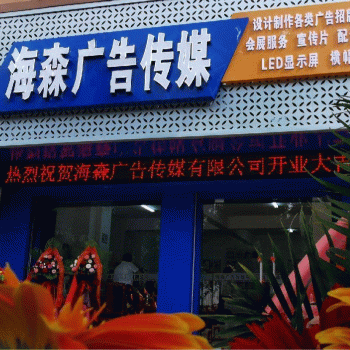 海森广告传媒
设计制作各类广告招
会展服务 宣传片 配
LED显示屏 横幅
热烈祝贺海森广告传媒有限公司开业大吉